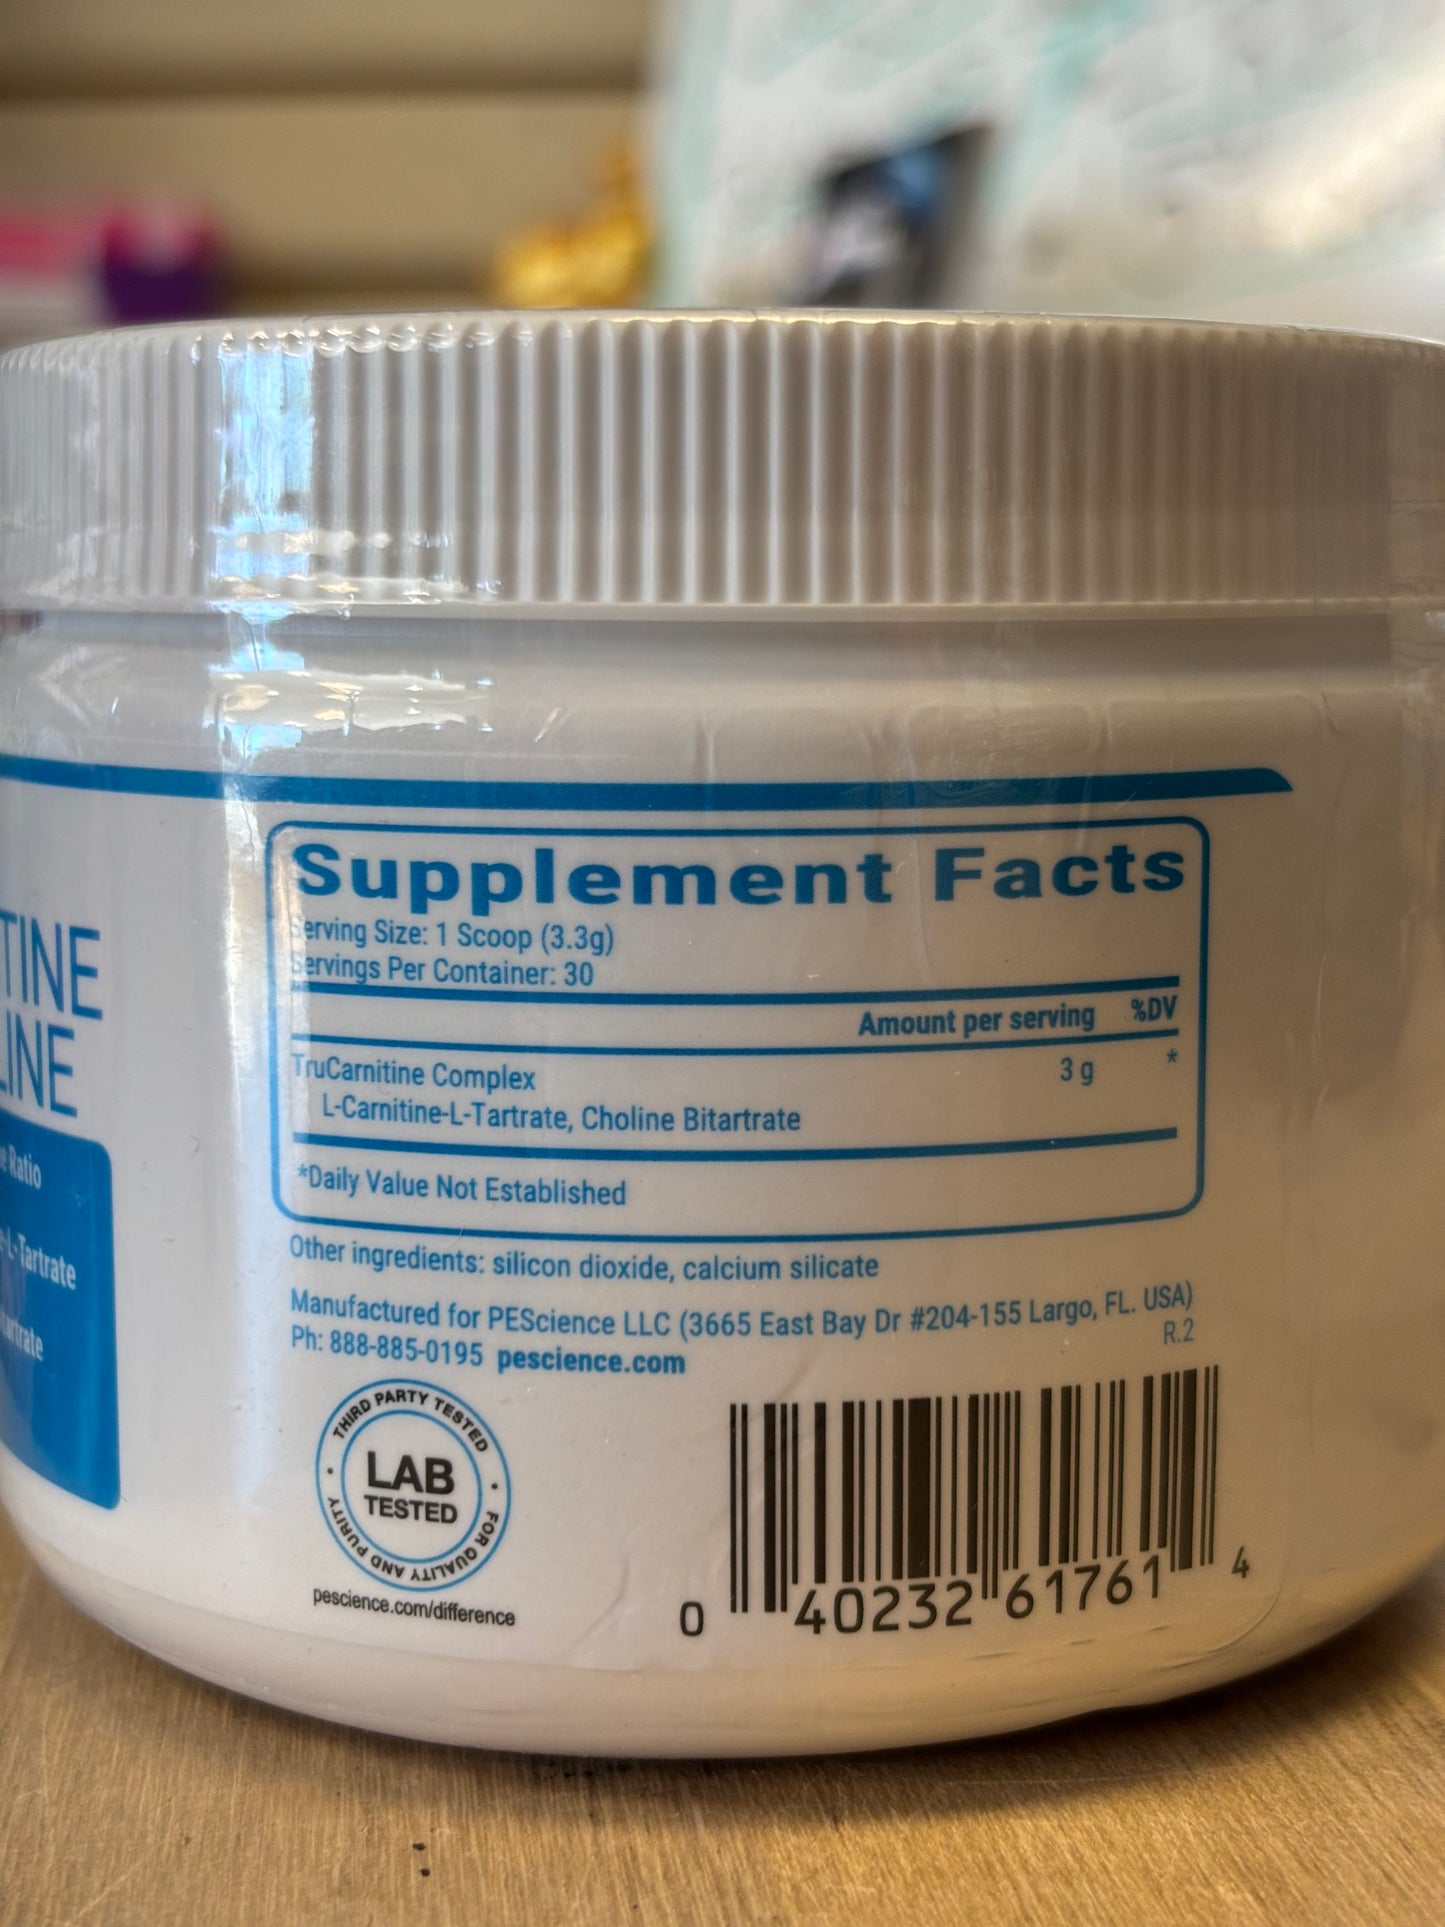 TINE
LINE
e Ratio
-L-Tartrate
tartrate
Supplement Facts
Serving Size: 1 Scoop (3.3g)
Servings Per Container: 30
Amount per serving %DV
TruCarnitine Complex 3 g *
L-Carnitine-L-Tartrate, Choline Bitartrate
*Daily Value Not Established
Other ingredients: silicon dioxide, calcium silicate
Manufactured for PEScience LLC (3665 East Bay Dr #204-155 Largo, FL. USA)
Ph: 888-885-0195 pescience.com R.2
THIRD PARTY TESTED
LAB
TESTED
FOR QUALITY AND PURITY
pescience.com/difference
0 40232 61761 4